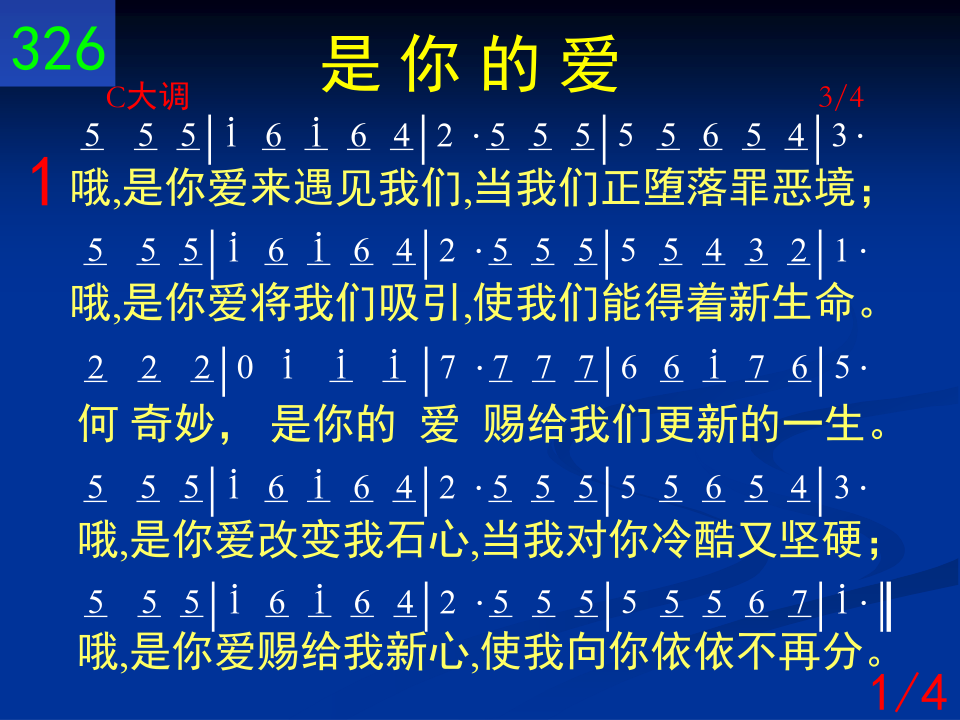 326
是 你 的 爱
C大调 3/4
5 5 5 | i 6 i 6 4 | 2 · 5 5 5 | 5 5 6 5 4 | 3 ·
1 哦,是你爱来遇见我们,当我们正堕落罪恶境；
5 5 5 | i 6 i 6 4 | 2 · 5 5 5 | 5 5 4 3 2 | 1 ·
哦,是你爱将我们吸引,使我们能得着新生命。
2 2 2 | 0 i i i | 7 · 7 7 7 | 6 6 i 7 6 | 5 ·
何 奇妙， 是你的 爱 赐给我们更新的一生。
5 5 5 | i 6 i 6 4 | 2 · 5 5 5 | 5 5 6 5 4 | 3 ·
哦,是你爱改变我石心,当我对你冷酷又坚硬；
5 5 5 | i 6 i 6 4 | 2 · 5 5 5 | 5 5 5 6 7 | i · ‖
哦,是你爱赐给我新心,使我向你依依不再分。
1/4